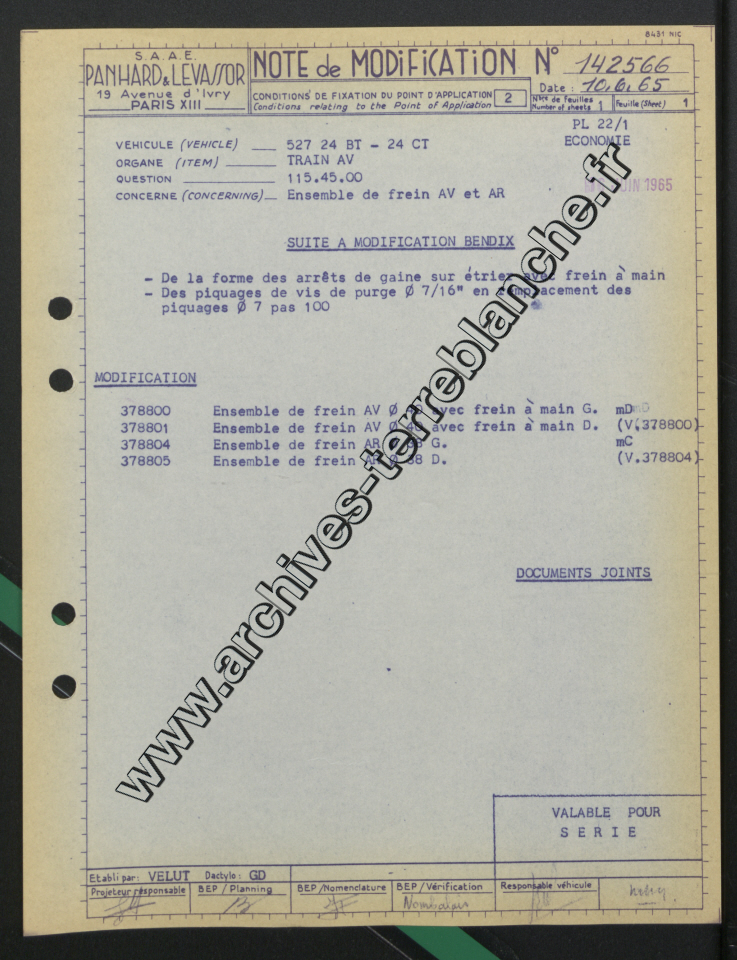 8431 NIC
S.A.A.E.
PANHARD & LEVASSOR
19 Avenue d'Ivry
PARIS XIII
NOTE de MODIFICATION N° 142566
CONDITIONS DE FIXATION DU POINT D'APPLICATION 2
Conditions relating to the Point of Application
Date : 10.6.65
Nbre de Feuilles 1
Number of sheets
Feuille (Sheet) 1
PL 22/1
ECONOMIE
VEHICULE (VEHICLE) 527 24 BT - 24 CT
ORGANE (ITEM) TRAIN AV
QUESTION 115.45.00
CONCERNE (CONCERNING) Ensemble de frein AV et AR
JUIN 1965
SUITE A MODIFICATION BENDIX
- De la forme des arrêts de gaine sur étrier avec frein à main
- Des piquages de vis de purge Ø 7/16" en remplacement des
piquages Ø 7 pas 100
MODIFICATION
378800 Ensemble de frein AV Ø avec frein à main G. mD
378801 Ensemble de frein AV Ø avec frein à main D. (V.378800)
378804 Ensemble de frein AR Ø 38 G. mC
378805 Ensemble de frein AR Ø 38 D. (V.378804)
DOCUMENTS JOINTS
www.archives-terreblanche.fr
VALABLE POUR
SERIE
Etabli par: VELUT Dactylo: GD
Projeteur responsable
BEP / Planning
BEP / Nomenclature
BEP / Vérification
Responsable véhicule